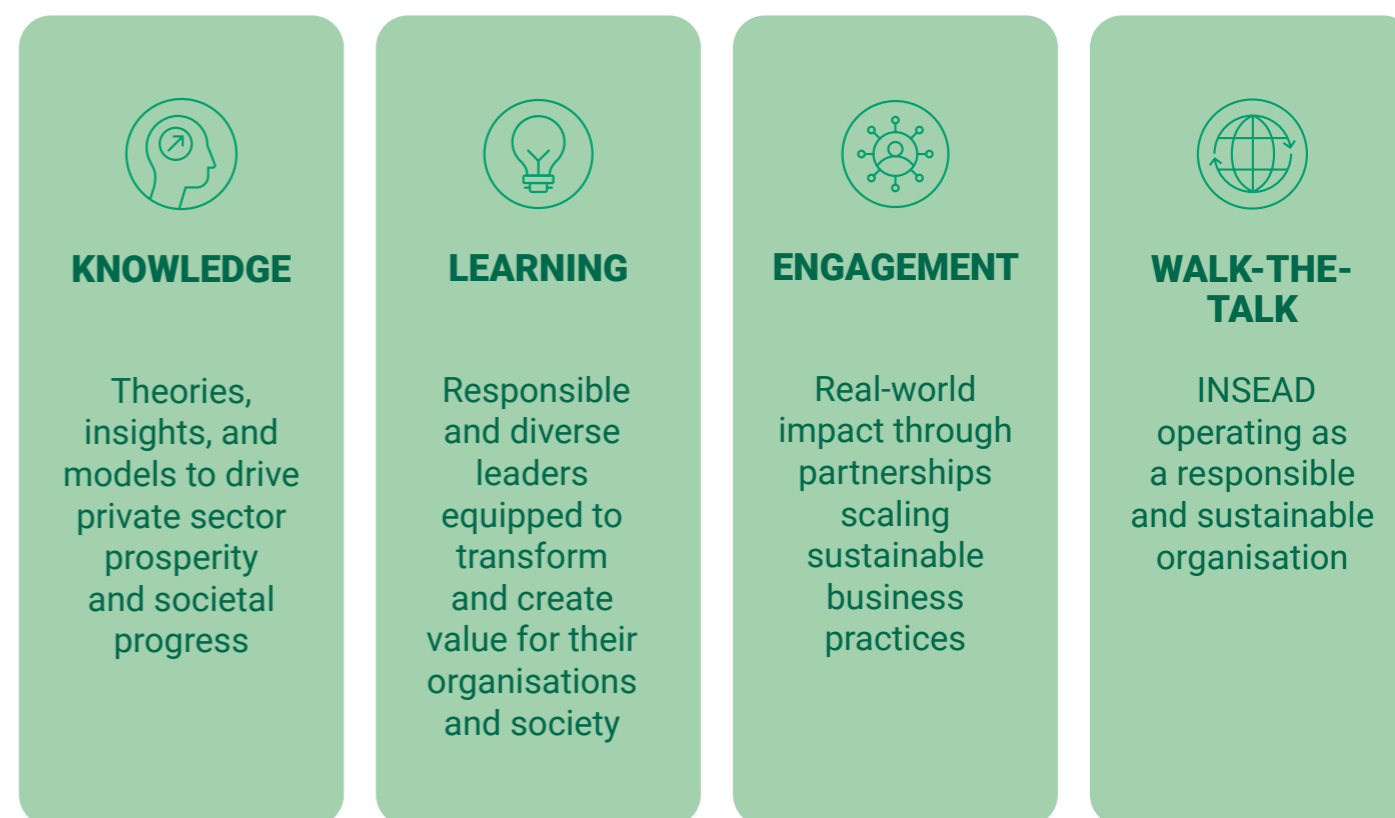 KNOWLEDGE
Theories,
insights, and
models to drive
private sector
prosperity
and societal
progress
LEARNING
Responsible
and diverse
leaders
equipped to
transform
and create
value for their
organisations
and society
ENGAGEMENT
Real-world
impact through
partnerships
scaling
sustainable
business
practices
WALK-THE-
TALK
INSEAD
operating as
a responsible
and sustainable
organisation